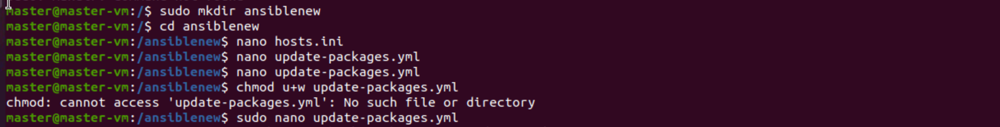 master@master-vm:/$ sudo mkdir ansiblenew
master@master-vm:/$ cd ansiblenew
master@master-vm:/ansiblenew$ nano hosts.ini
master@master-vm:/ansiblenew$ nano update-packages.yml
master@master-vm:/ansiblenew$ nano update-packages.yml
master@master-vm:/ansiblenew$ chmod u+w update-packages.yml
chmod: cannot access 'update-packages.yml': No such file or directory
master@master-vm:/ansiblenew$ sudo nano update-packages.yml